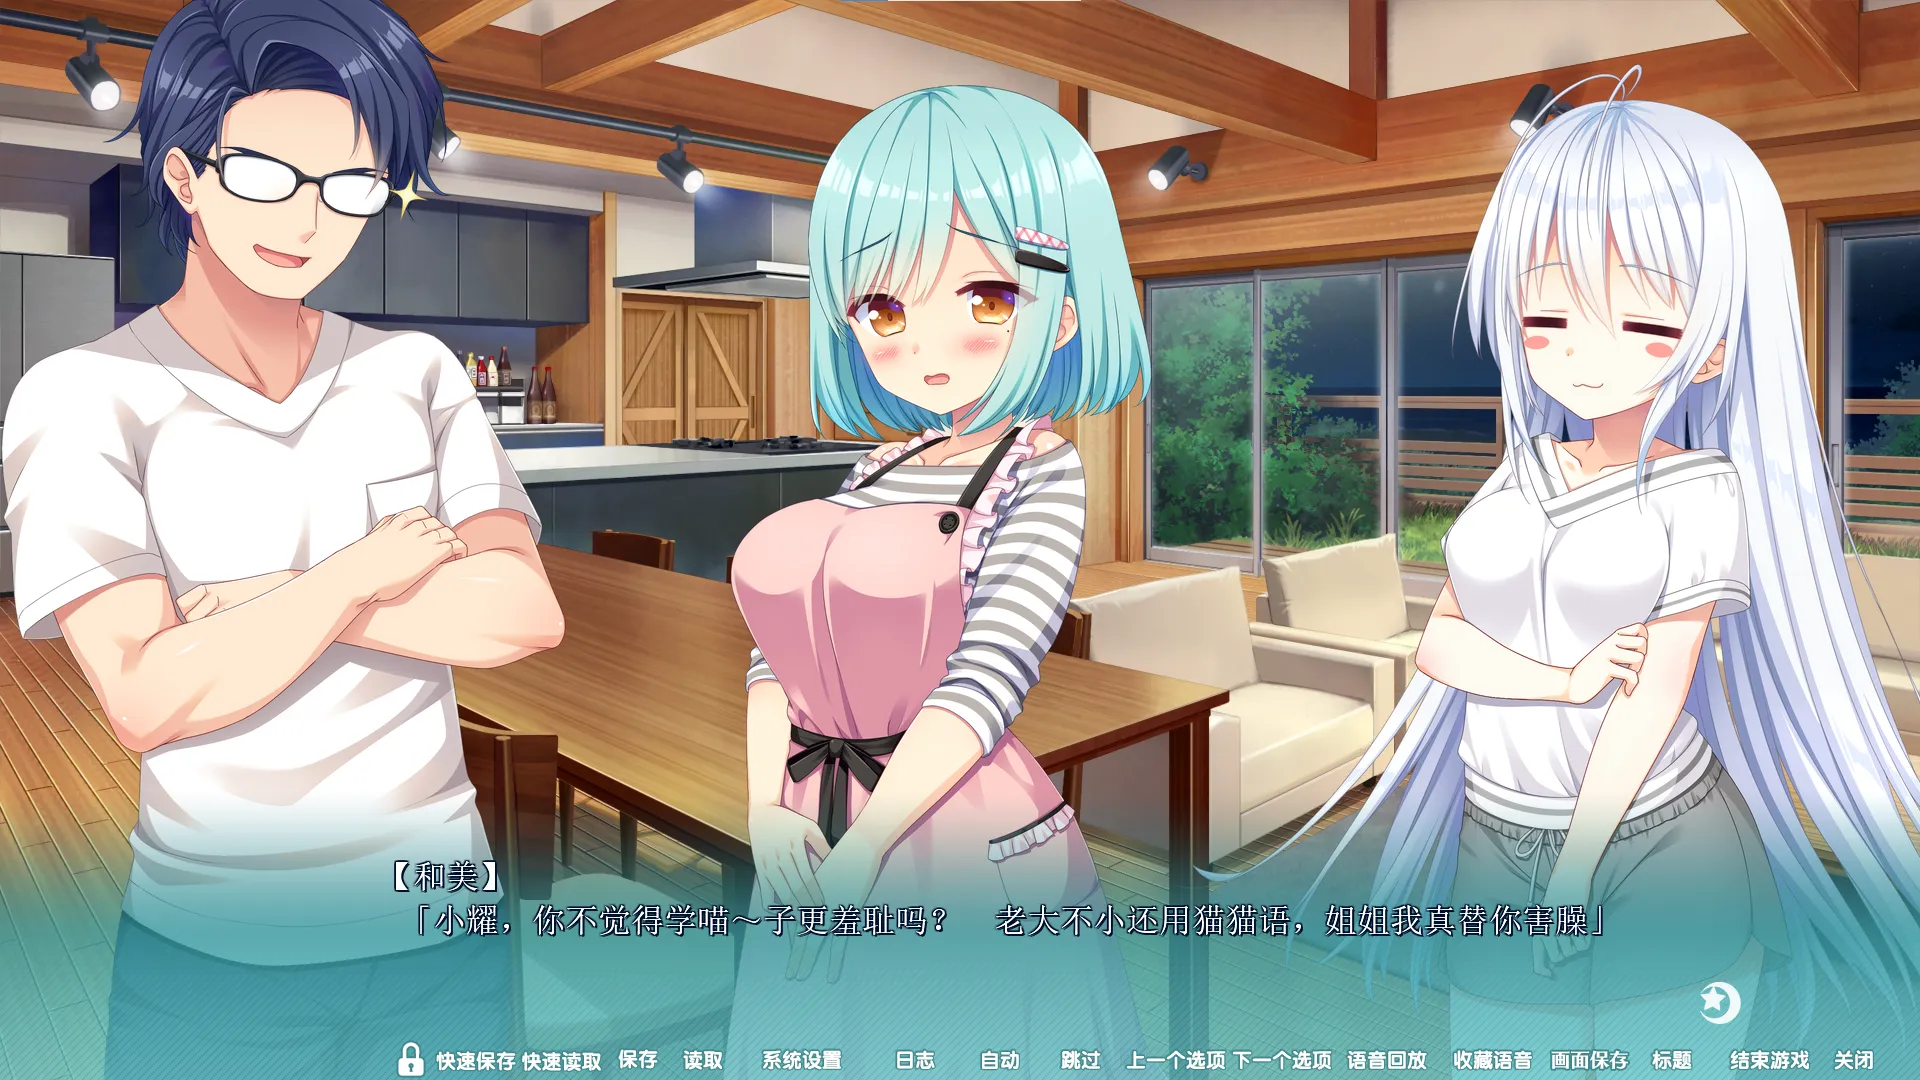 【和美】
「小耀，你不觉得学喵～子更羞耻吗？　老大不小还用猫猫语，姐姐我真替你害臊」
快速保存 快速读取 保存 读取 系统设置 日志 自动 跳过 上一个选项 下一个选项 语音回放 收藏语音 画面保存 标题 结束游戏 关闭